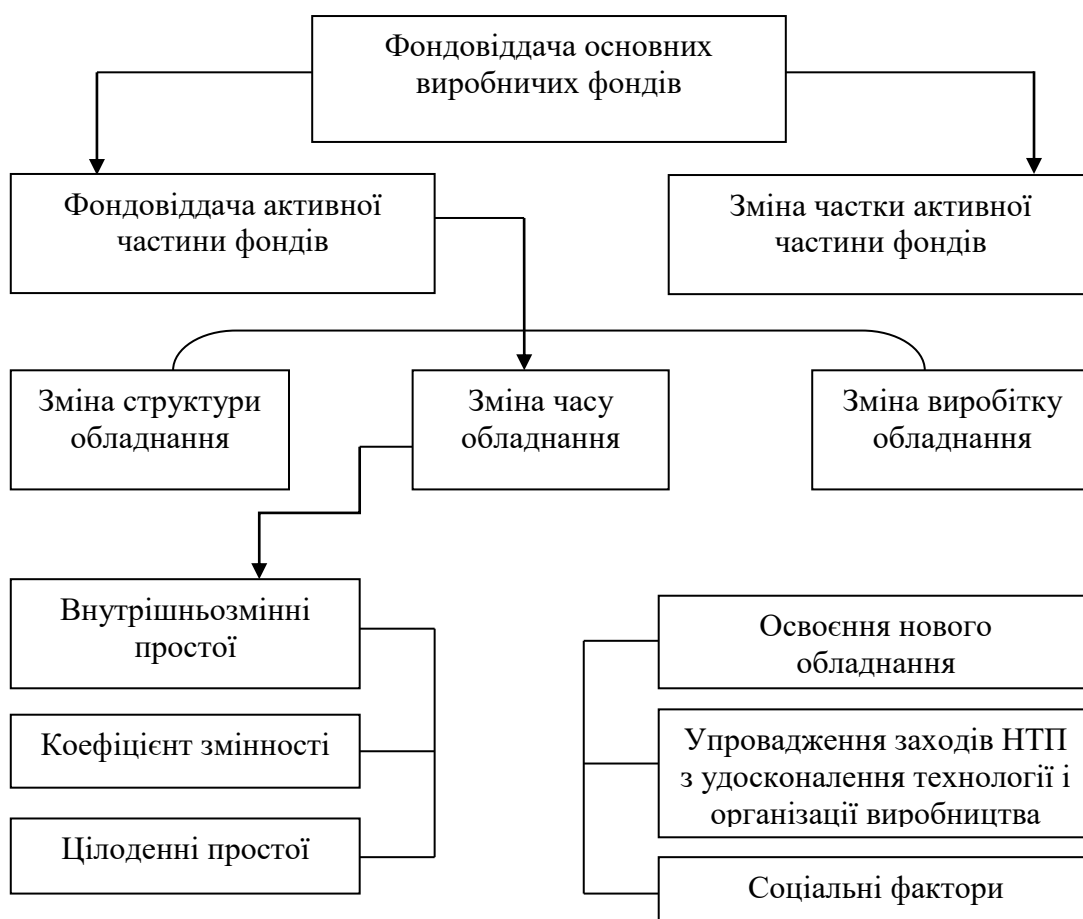 Фондовіддача основних
виробничих фондів
Фондовіддача активної
частини фондів
Зміна частки активної
частини фондів
Зміна структури
обладнання
Зміна часу
обладнання
Зміна виробітку
обладнання
Внутрішньозмінні
простої
Коефіцієнт змінності
Цілоденні простої
Освоєння нового
обладнання
Упровадження заходів НТП
з удосконалення технології і
організації виробництва
Соціальні фактори